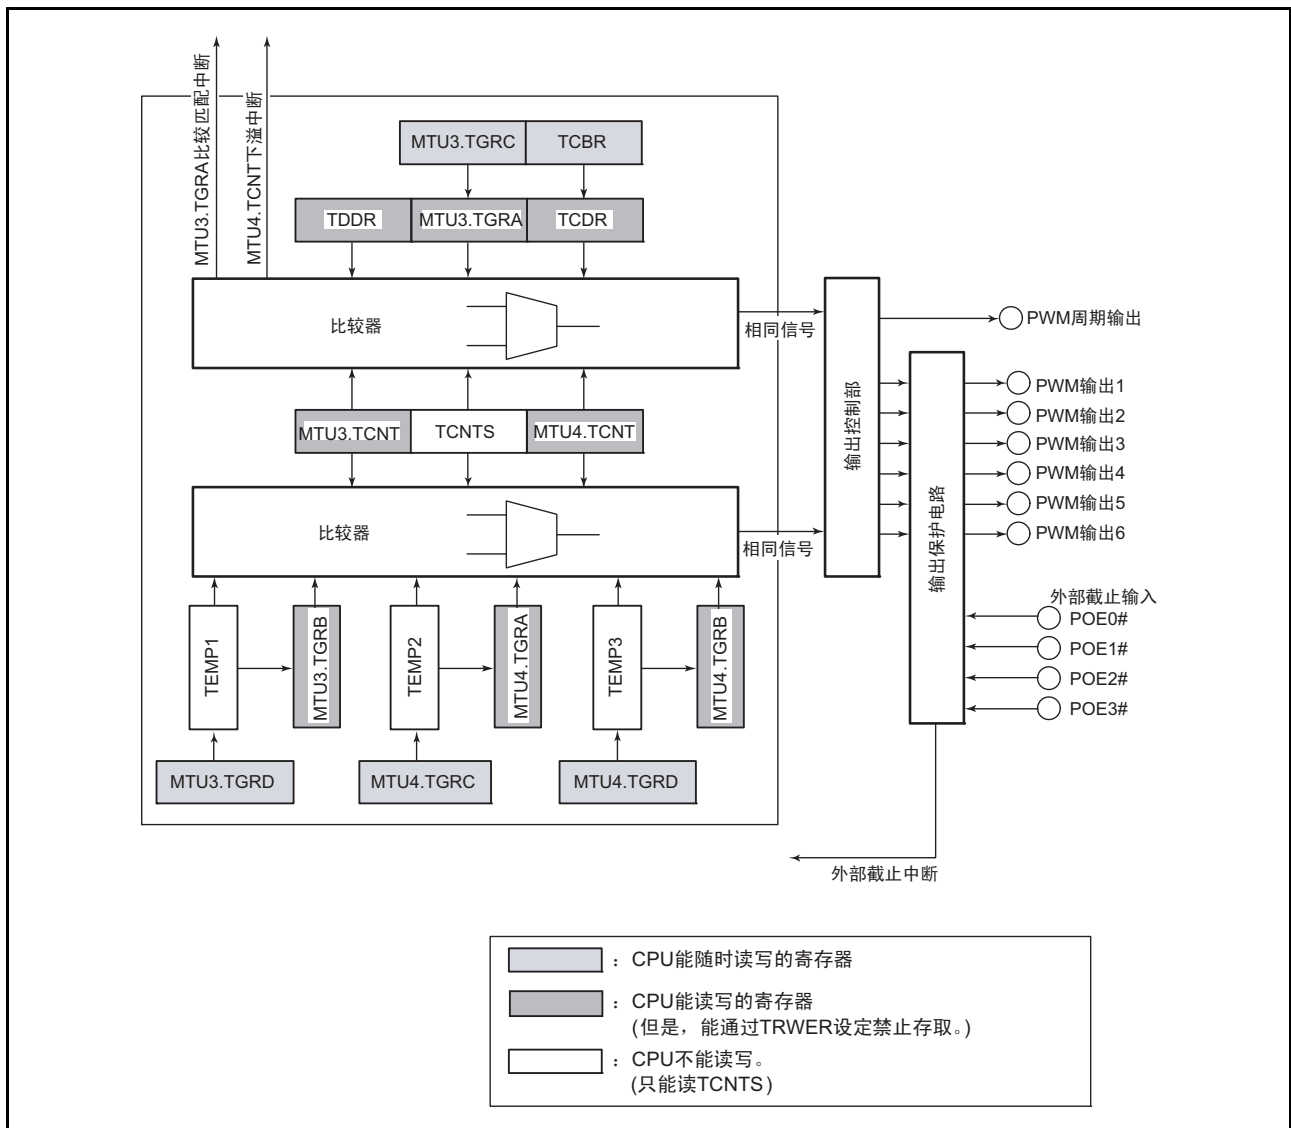 MTU3.TGRA比较匹配中断
MTU4.TCNT下溢中断
MTU3.TGRC
TCBR
TDDR
MTU3.TGRA
TCDR
比较器
相同信号
PWM周期输出
MTU3.TCNT
TCNTS
MTU4.TCNT
输出控制部
输出保护电路
PWM输出1
PWM输出2
PWM输出3
PWM输出4
PWM输出5
PWM输出6
比较器
相同信号
外部截止输入
POE0#
POE1#
POE2#
POE3#
TEMP1
MTU3.TGRB
TEMP2
MTU4.TGRA
TEMP3
MTU4.TGRB
MTU3.TGRD
MTU4.TGRC
MTU4.TGRD
外部截止中断
：CPU能随时读写的寄存器
：CPU能读写的寄存器
(但是，能通过TRWER设定禁止存取。)
：CPU不能读写。
(只能读TCNTS)